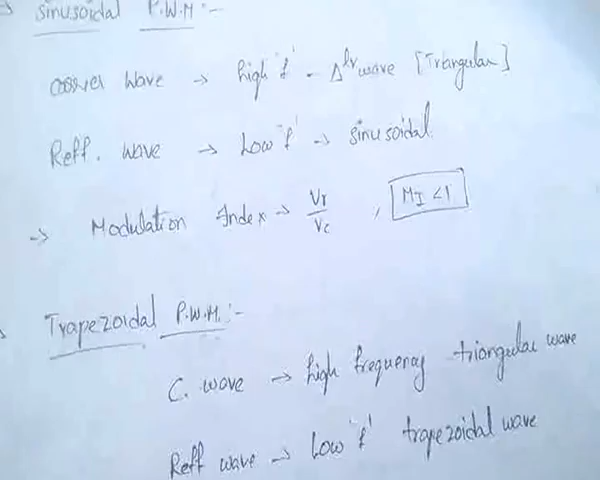 → sinusoidal P.W.M :-
carrier wave → high 'f' - Δlr wave [Triangular]
Reff. wave → Low 'f' → sinusoidal
→ Modulation Index → Vr/Vc , MI < 1
Trapezoidal P.W.M. :-
C. wave → high frequency triangular wave
Reff wave → Low 'f' trapezoidal wave